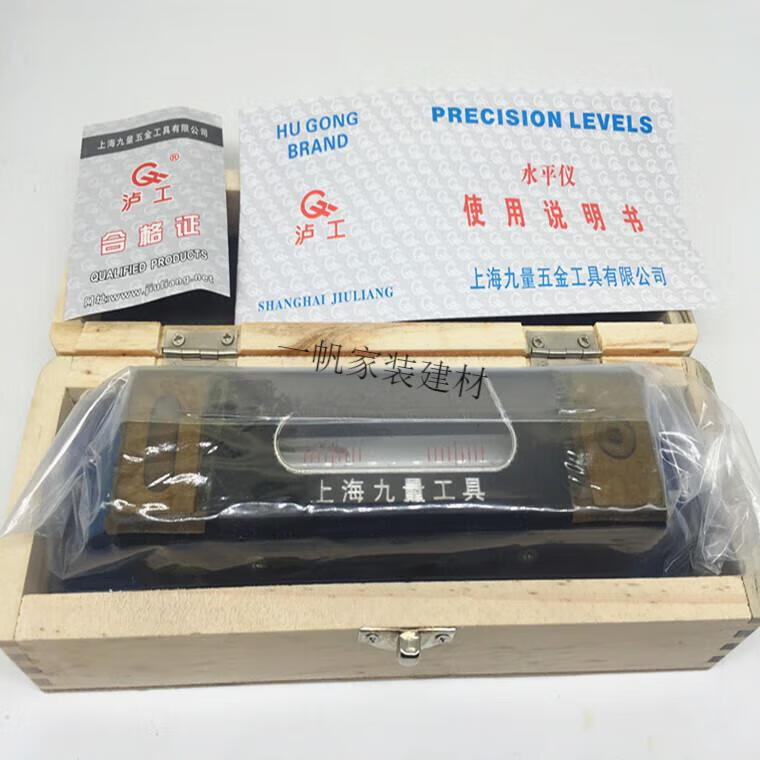 上海九量五金工具有限公司
®
泸工
合格证
QUALIFIED PRODUCTS
网址:www.jiuliang.net
HU GONG
BRAND
泸工
SHANGHAI JIULIANG
PRECISION LEVELS
水平仪
使用说明书
上海九量五金工具有限公司
一帆家装建材
上海九量工具